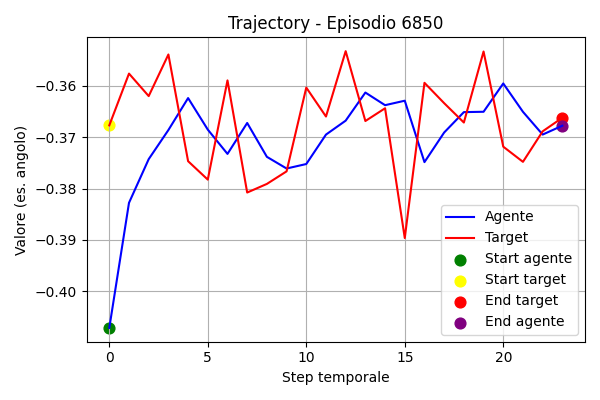 Trajectory - Episodio 6850
Valore (es. angolo)
−0.36
−0.37
−0.38
−0.39
−0.40
Agente
Target
Start agente
Start target
End target
End agente
0 5 10 15 20
Step temporale